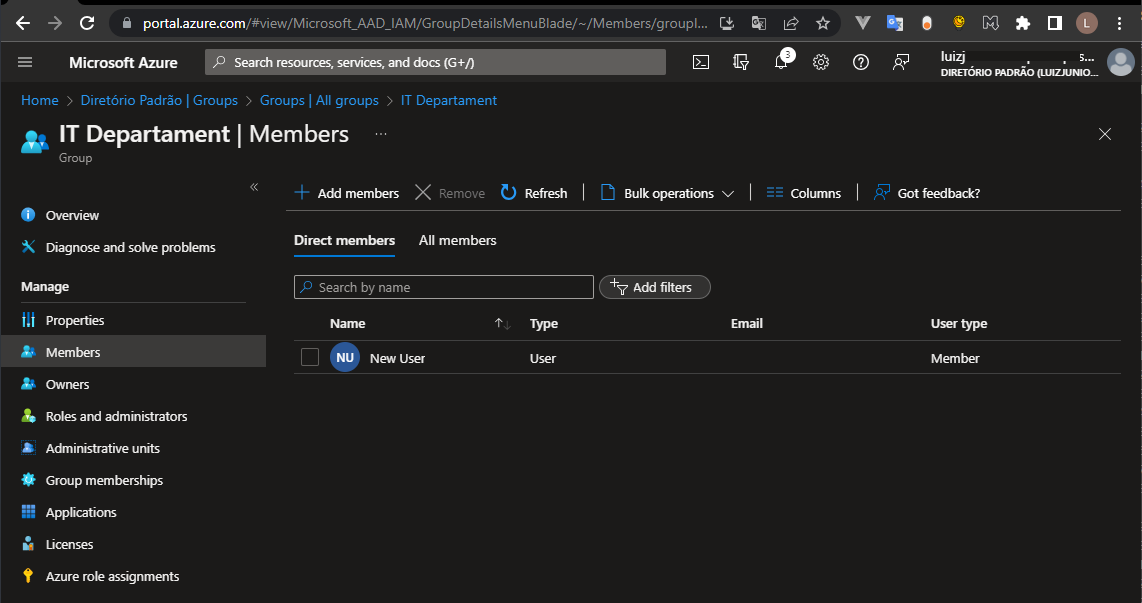 portal.azure.com/#view/Microsoft_AAD_IAM/GroupDetailsMenuBlade/~/Members/groupI...
L
Microsoft Azure
Search resources, services, and docs (G+/)
3
luizj s...
DIRETÓRIO PADRÃO (LUIZJUNIO...
Home > Diretório Padrão | Groups > Groups | All groups > IT Departament
IT Departament | Members ...
Group
«
Add members Remove Refresh Bulk operations Columns Got feedback?
Overview
Diagnose and solve problems
Manage
Properties
Members
Owners
Roles and administrators
Administrative units
Group memberships
Applications
Licenses
Azure role assignments
Direct members All members
Search by name Add filters
Name Type Email User type
NU New User User Member